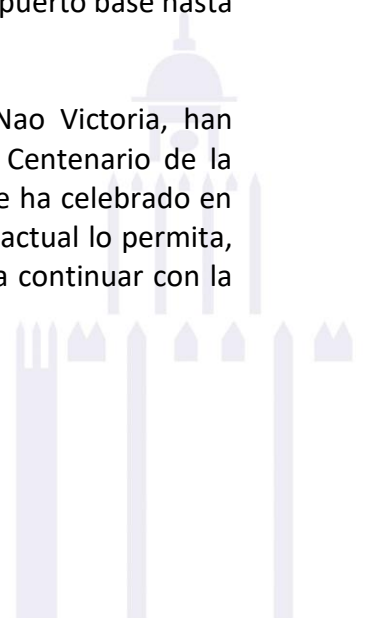 puerto base hasta
Nao Victoria, han
Centenario de la
e ha celebrado en
actual lo permita,
a continuar con la